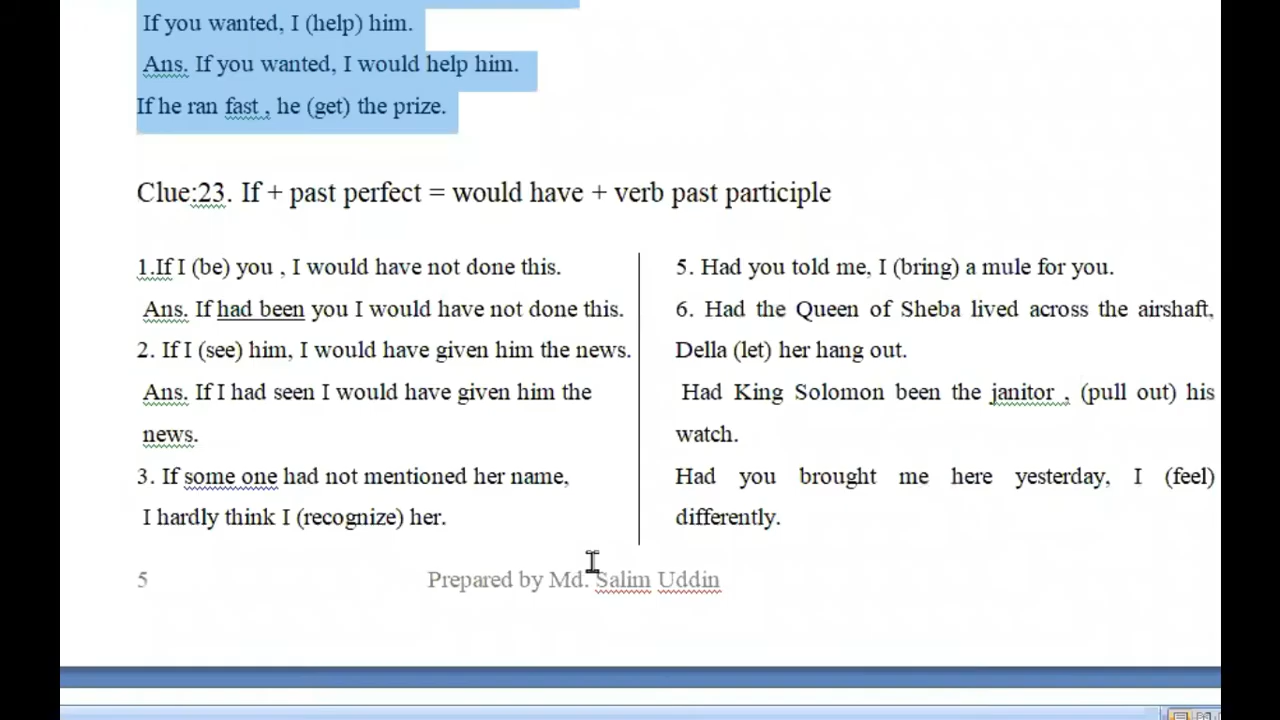 If you wanted, I (help) him.
Ans. If you wanted, I would help him.
If he ran fast , he (get) the prize.
Clue:23. If + past perfect = would have + verb past participle
1.If I (be) you , I would have not done this.
Ans. If had been you I would have not done this.
2. If I (see) him, I would have given him the news.
Ans. If I had seen I would have given him the
news.
3. If some one had not mentioned her name,
I hardly think I (recognize) her.
5. Had you told me, I (bring) a mule for you.
6. Had the Queen of Sheba lived across the airshaft,
Della (let) her hang out.
Had King Solomon been the janitor , (pull out) his
watch.
Had you brought me here yesterday, I (feel)
differently.
5
Prepared by Md. Salim Uddin